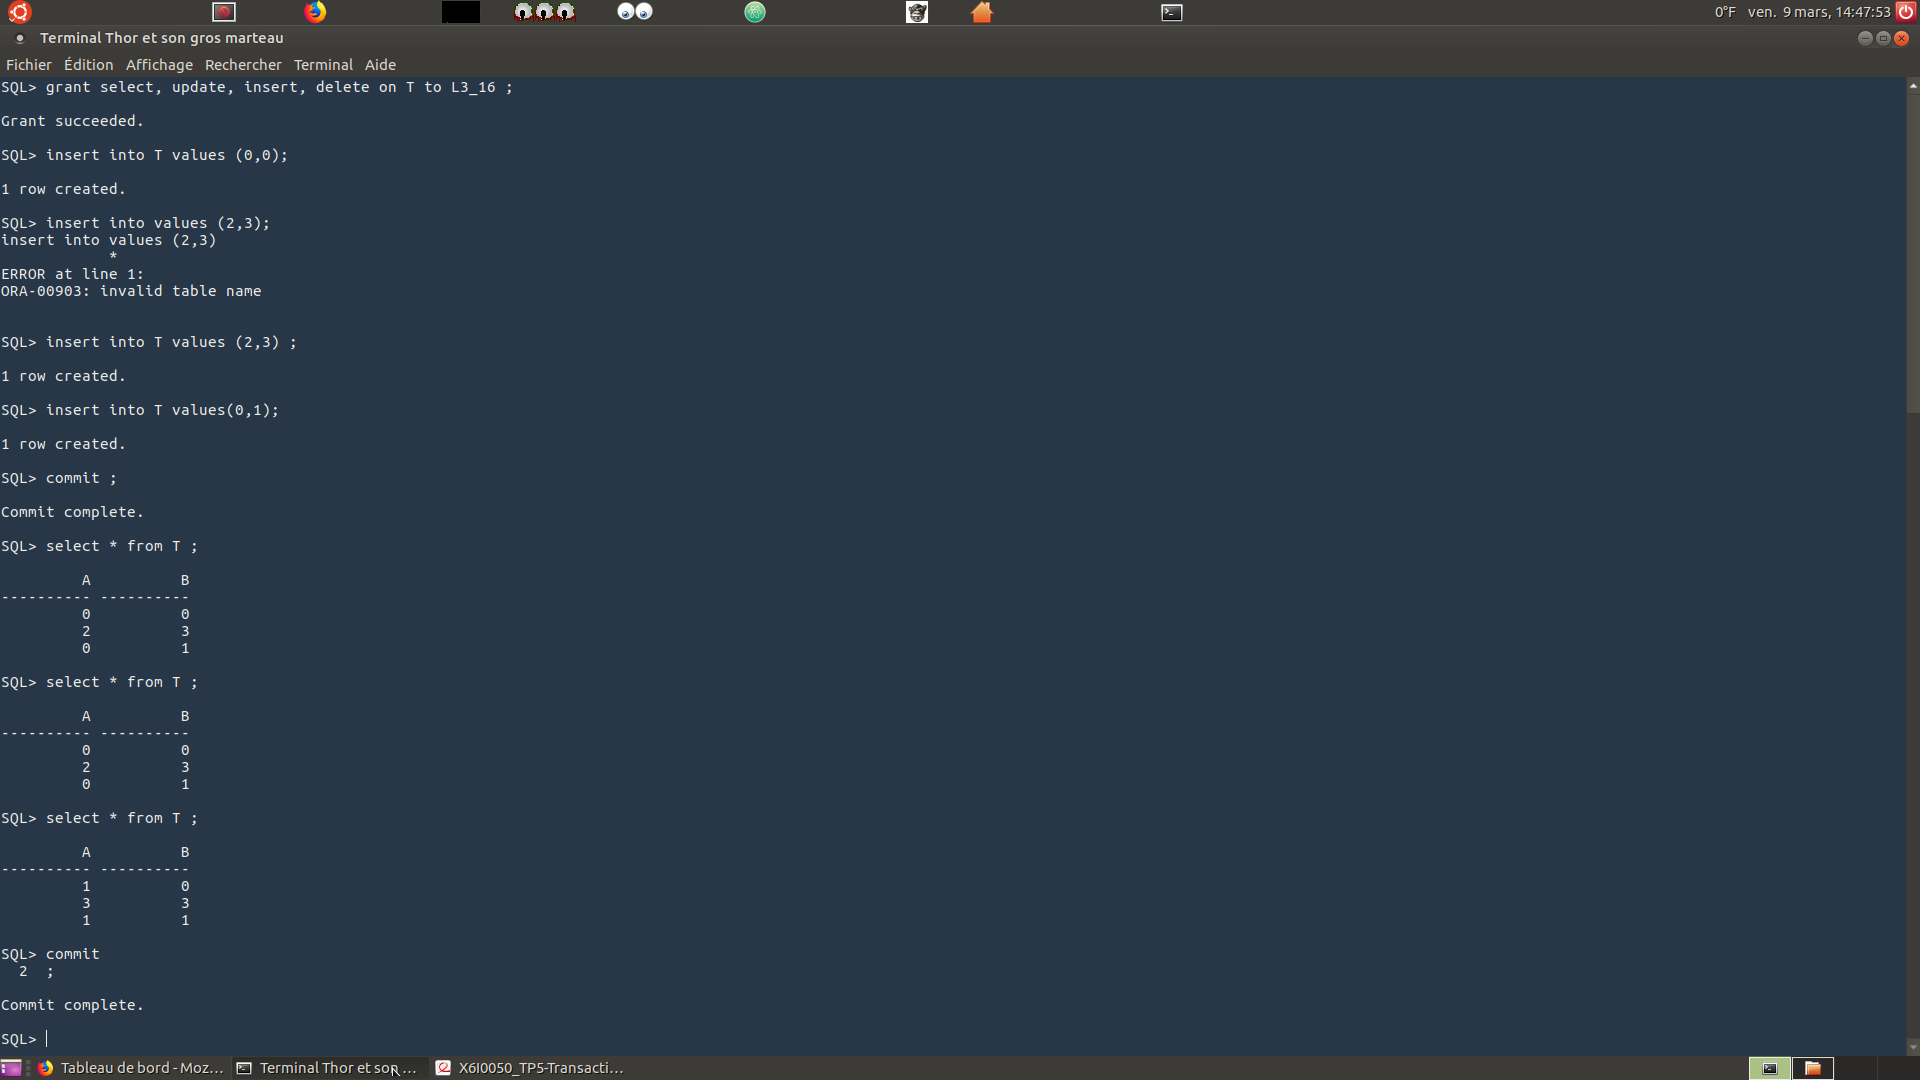 0°F ven. 9 mars, 14:47:53
Terminal Thor et son gros marteau
Fichier Édition Affichage Rechercher Terminal Aide
SQL> grant select, update, insert, delete on T to L3_16 ;
Grant succeeded.
SQL> insert into T values (0,0);
1 row created.
SQL> insert into values (2,3);
insert into values (2,3)
*
ERROR at line 1:
ORA-00903: invalid table name
SQL> insert into T values (2,3) ;
1 row created.
SQL> insert into T values(0,1);
1 row created.
SQL> commit ;
Commit complete.
SQL> select * from T ;
A B
---------- ----------
0 0
2 3
0 1
SQL> select * from T ;
A B
---------- ----------
0 0
2 3
0 1
SQL> select * from T ;
A B
---------- ----------
1 0
3 3
1 1
SQL> commit
2 ;
Commit complete.
SQL>
Tableau de bord - Moz... Terminal Thor et son ... X6I0050_TP5-Transacti...